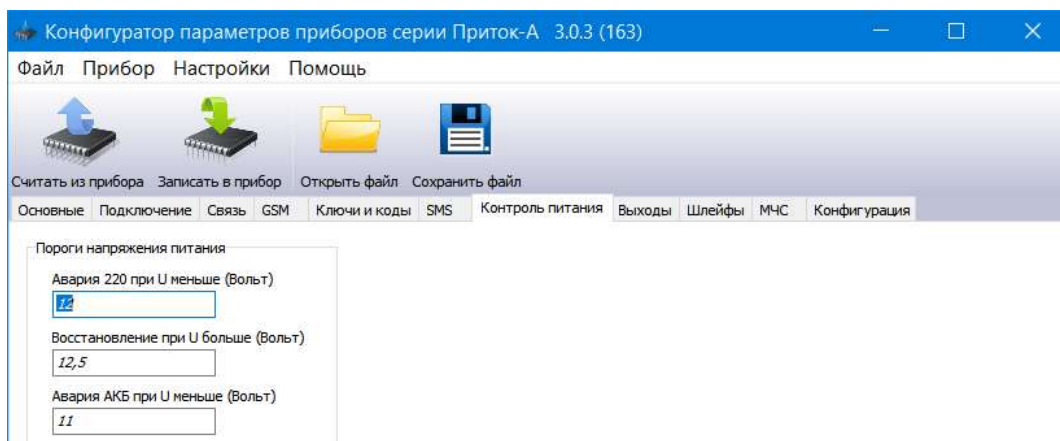 Конфигуратор параметров приборов серии Приток-А 3.0.3 (163)
Файл Прибор Настройки Помощь
Считать из прибора Записать в прибор Открыть файл Сохранить файл
Основные Подключение Связь GSM Ключи и коды SMS Контроль питания Выходы Шлейфы МЧС Конфигурация
Пороги напряжения питания
Авария 220 при U меньше (Вольт)
12
Восстановление при U больше (Вольт)
12,5
Авария АКБ при U меньше (Вольт)
11